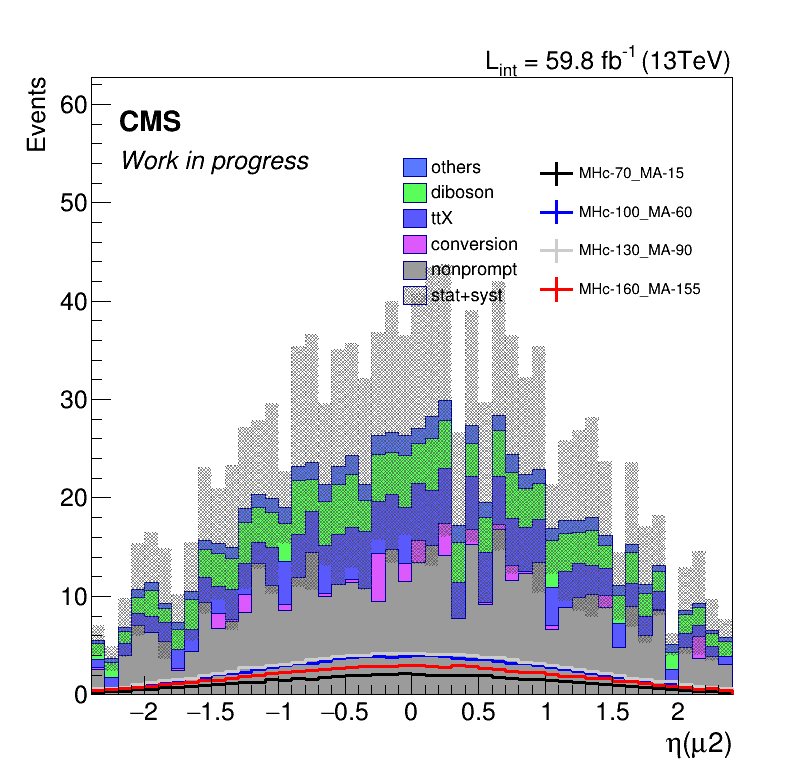 L_int = 59.8 fb^-1 (13TeV)
Events
CMS
Work in progress
others
diboson
ttX
conversion
nonprompt
stat+syst
MHc-70_MA-15
MHc-100_MA-60
MHc-130_MA-90
MHc-160_MA-155
60
50
40
30
20
10
0
−2 −1.5 −1 −0.5 0 0.5 1 1.5 2
η(μ2)